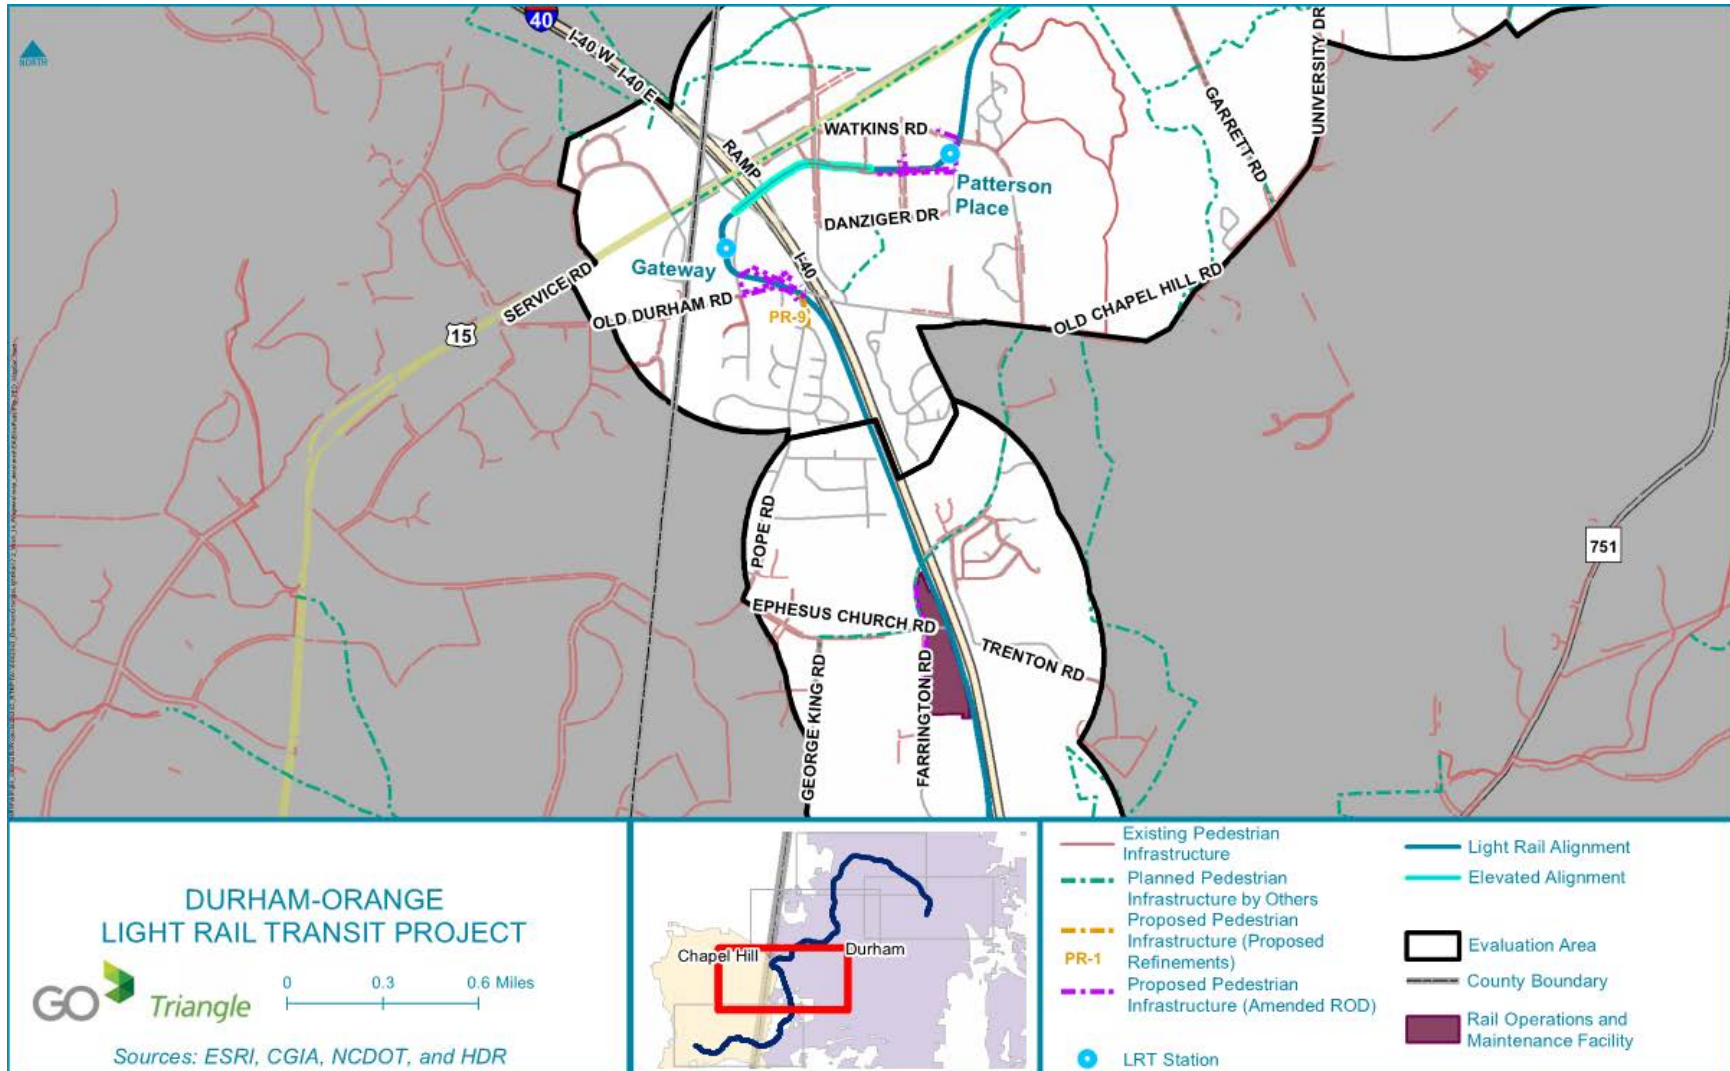 40
NORTH
I-40 W
I-40 E
RAMP
WATKINS RD
GARRETT RD
UNIVERSITY DR
Patterson
Place
DANZIGER DR
I-40
Gateway
SERVICE RD
OLD DURHAM RD
PR-9
OLD CHAPEL HILL RD
15
POPE RD
751
EPHESUS CHURCH RD
TRENTON RD
GEORGE KING RD
FARRINGTON RD
DURHAM-ORANGE
LIGHT RAIL TRANSIT PROJECT
GO Triangle
0 0.3 0.6 Miles
Sources: ESRI, CGIA, NCDOT, and HDR
Chapel Hill
Durham
Existing Pedestrian
Infrastructure
Planned Pedestrian
Infrastructure by Others
Proposed Pedestrian
Infrastructure (Proposed
Refinements)
PR-1
Proposed Pedestrian
Infrastructure (Amended ROD)
LRT Station
Light Rail Alignment
Elevated Alignment
Evaluation Area
County Boundary
Rail Operations and
Maintenance Facility